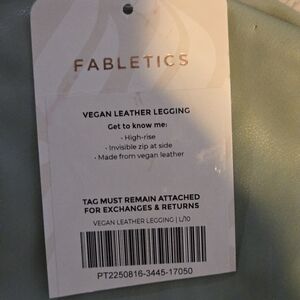 FABLETICS
VEGAN LEATHER LEGGING
Get to know me:
• High-rise
• Invisible zip at side
• Made from vegan leather
TAG MUST REMAIN ATTACHED
FOR EXCHANGES & RETURNS
VEGAN LEATHER LEGGING | L/10
PT2250816-3445-17050